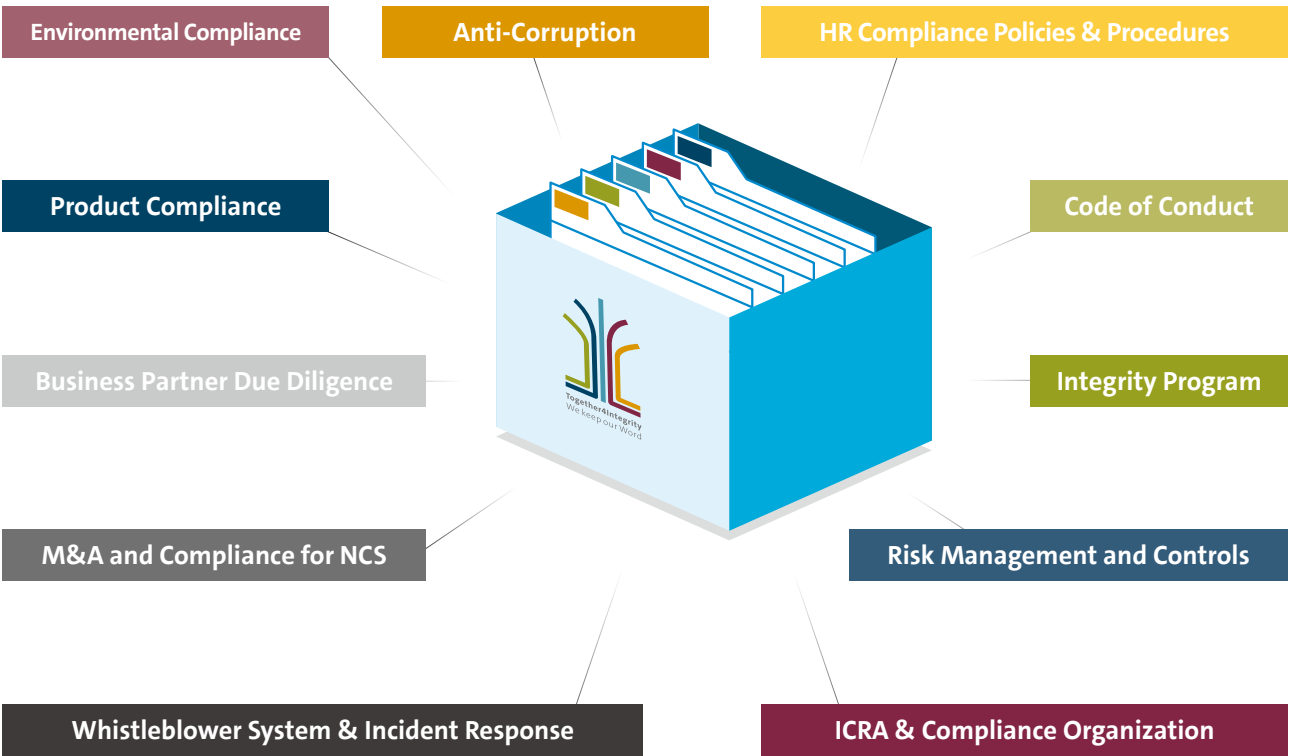 Environmental Compliance
Anti-Corruption
HR Compliance Policies & Procedures
Product Compliance
Code of Conduct
Business Partner Due Diligence
Integrity Program
Together4Integrity
We keep our Word
M&A and Compliance for NCS
Risk Management and Controls
Whistleblower System & Incident Response
ICRA & Compliance Organization